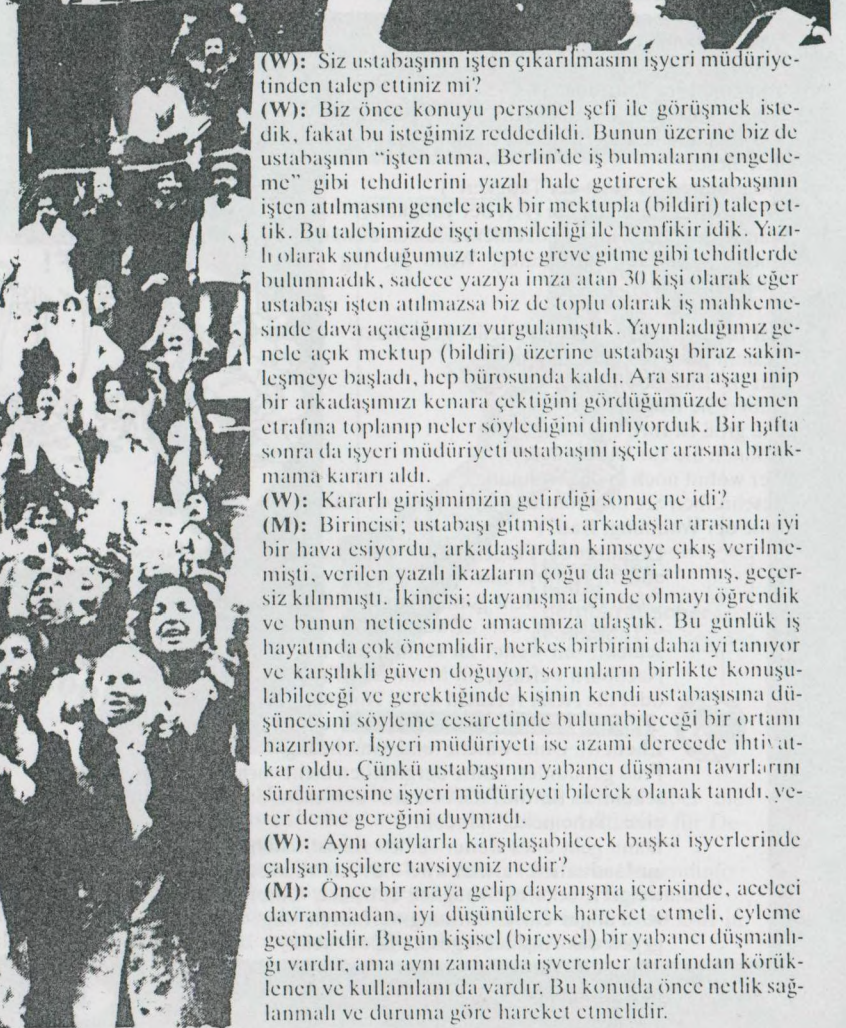 (W): Siz ustabaşının işten çıkarılmasını işyeri müdüriye-
tinden talep ettiniz mi?
(W): Biz önce konuyu personel şefi ile görüşmek iste-
dik, fakat bu isteğimiz reddedildi. Bunun üzerine biz de
ustabaşının “işten atma, Berlin’de iş bulmalarını engelle-
me” gibi tehditlerini yazılı hale getirerek ustabaşının
işten atılmasını genele açık bir mektupla (bildiri) talep et-
tik. Bu talebimizde işçi temsilciliği ile hemfikir idik. Yazı-
lı olarak sunduğumuz talepte greve gitme gibi tehditlerde
bulunmadık, sadece yazıya imza atan 30 kişi olarak eğer
ustabaşı işten atılmazsa biz de toplu olarak iş mahkeme-
sinde dava açacağımızı vurgulamıştık. Yayınladığımız ge-
nele açık mektup (bildiri) üzerine ustabaşı biraz sakin-
leşmeye başladı, hep bürosunda kaldı. Ara sıra aşagı inip
bir arkadaşımızı kenara çektiğini gördüğümüzde hemen
etrafına toplanıp neler söylediğini dinliyorduk. Bir hafta
sonra da işyeri müdüriyeti ustabaşını işçiler arasına bırak-
mama kararı aldı.
(W): Kararlı girişiminizin getirdiği sonuç ne idi?
(M): Birincisi; ustabaşı gitmişti, arkadaşlar arasında iyi
bir hava esiyordu, arkadaşlardan kimseye çıkış verilme-
mişti, verilen yazılı ikazların çoğu da geri alınmış, geçer-
siz kılınmıştı. İkincisi; dayanışma içinde olmayı öğrendik
ve bunun neticesinde amacımıza ulaştık. Bu günlük iş
hayatında çok önemlidir, herkes birbirini daha iyi tanıyor
ve karşılıkli güven doğuyor, sorunların birlikte konuşu-
labileceği ve gerektiğinde kişinin kendi ustabaşısına dü-
şüncesini söyleme cesaretinde bulunabileceği bir ortamı
hazırlıyor. İşyeri müdüriyeti ise azami derecede ihtiyat-
kar oldu. Çünkü ustabaşının yabancı düşmanı tavırlarını
sürdürmesine işyeri müdüriyeti bilerek olanak tanıdı, ye-
ter deme gereğini duymadı.
(W): Aynı olaylarla karşılaşabilecek başka işyerlerinde
çalışan işçilere tavsiyeniz nedir?
(M): Önce bir araya gelip dayanışma içerisinde, aceleci
davranmadan, iyi düşünülerek hareket etmeli, eyleme
geçmelidir. Bugün kişisel (bireysel) bir yabancı düşmanlı-
ğı vardır, ama aynı zamanda işverenler tarafından körük-
lenen ve kullanılanı da vardır. Bu konuda önce netlik sağ-
lanmalı ve duruma göre hareket etmelidir.